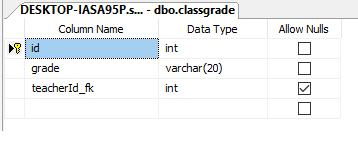 DESKTOP-IASA95P.s... - dbo.classgrade
Column Name Data Type Allow Nulls
id int
grade varchar(20)
teacherId_fk int